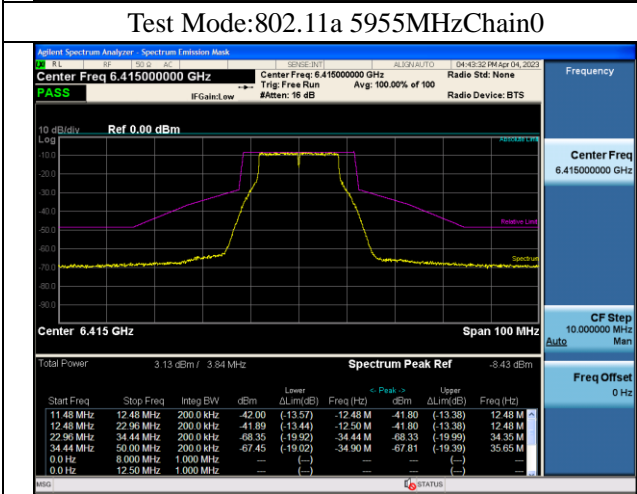 Test Mode:802.11a 5955MHzChain0
Agilent Spectrum Analyzer - Spectrum Emission Mask
RL RF 50 Ω AC SENSE:INT ALIGN AUTO 04:43:32 PM Apr 04, 2023
Center Freq 6.415000000 GHz Center Freq: 6.415000000 GHz Radio Std: None
Trig: Free Run Avg: 100.00% of 100
PASS IFGain:Low #Atten: 16 dB Radio Device: BTS
10 dB/div Ref 0.00 dBm
Log
Absolute Limit
-10.0
-20.0
-30.0
-40.0
Relative Limit
-50.0
-60.0
Spectrum
-70.0
-80.0
-90.0
Center 6.415 GHz Span 100 MHz
Total Power 3.13 dBm / 3.84 MHz Spectrum Peak Ref -8.43 dBm
Lower <- Peak -> Upper
Start Freq Stop Freq Integ BW dBm ΔLim(dB) Freq (Hz) dBm ΔLim(dB) Freq (Hz)
11.48 MHz 12.48 MHz 200.0 kHz -42.00 (-13.57) -12.48 M -41.80 (-13.38) 12.48 M
12.48 MHz 22.96 MHz 200.0 kHz -41.89 (-13.44) -12.50 M -41.80 (-13.38) 12.48 M
22.96 MHz 34.44 MHz 200.0 kHz -68.35 (-19.92) -34.44 M -68.33 (-19.99) 34.35 M
34.44 MHz 50.00 MHz 200.0 kHz -67.45 (-19.02) -34.90 M -67.81 (-19.39) 35.65 M
0.0 Hz 8.000 MHz 1.000 MHz --- (---) --- --- (---) ---
0.0 Hz 12.50 MHz 1.000 MHz --- (---) --- --- (---) ---
MSG STATUS
Frequency
Center Freq
6.415000000 GHz
CF Step
10.000000 MHz
Auto Man
Freq Offset
0 Hz